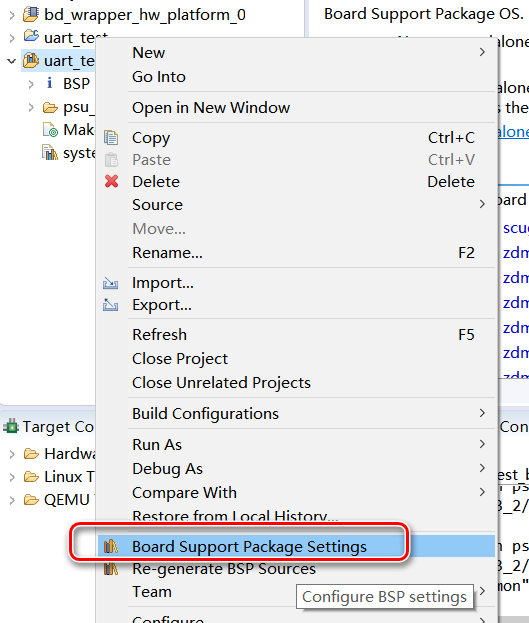 bd_wrapper_hw_platform_0
Board Support Package OS.
uart_test
uart_te
BSP
psu_
Mak
syste
New
Go Into
Open in New Window
Copy Ctrl+C
Paste Ctrl+V
Delete Delete
Source
Move...
Rename... F2
Import...
Export...
Refresh F5
Close Project
Close Unrelated Projects
Build Configurations
Run As
Debug As
Compare With
Restore from Local History...
Board Support Package Settings
Re-generate BSP Sources
Team
Configure BSP settings
Configure
alone
s the
alone
ard
scug
zdm
zdm
zdm
zdm
zdm
zdm
Target Co
Hardwa
Linux T
QEMU
Con
est_b
n ps
3_2/
n ps
3_2/
mon"